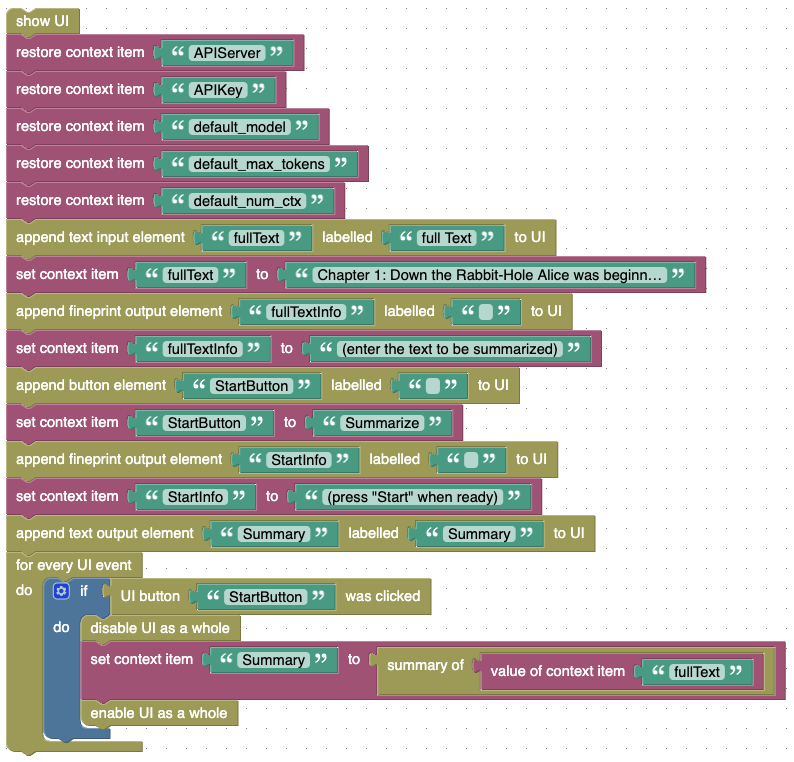 show UI
restore context item “ APIServer ”
restore context item “ APIKey ”
restore context item “ default_model ”
restore context item “ default_max_tokens ”
restore context item “ default_num_ctx ”
append text input element “ fullText ” labelled “ full Text ” to UI
set context item “ fullText ” to “ Chapter 1: Down the Rabbit-Hole Alice was beginn... ”
append fineprint output element “ fullTextInfo ” labelled “ ” to UI
set context item “ fullTextInfo ” to “ (enter the text to be summarized) ”
append button element “ StartButton ” labelled “ ” to UI
set context item “ StartButton ” to “ Summarize ”
append fineprint output element “ StartInfo ” labelled “ ” to UI
set context item “ StartInfo ” to “ (press "Start" when ready) ”
append text output element “ Summary ” labelled “ Summary ” to UI
for every UI event
do if UI button “ StartButton ” was clicked
do disable UI as a whole
set context item “ Summary ” to summary of value of context item “ fullText ”
enable UI as a whole